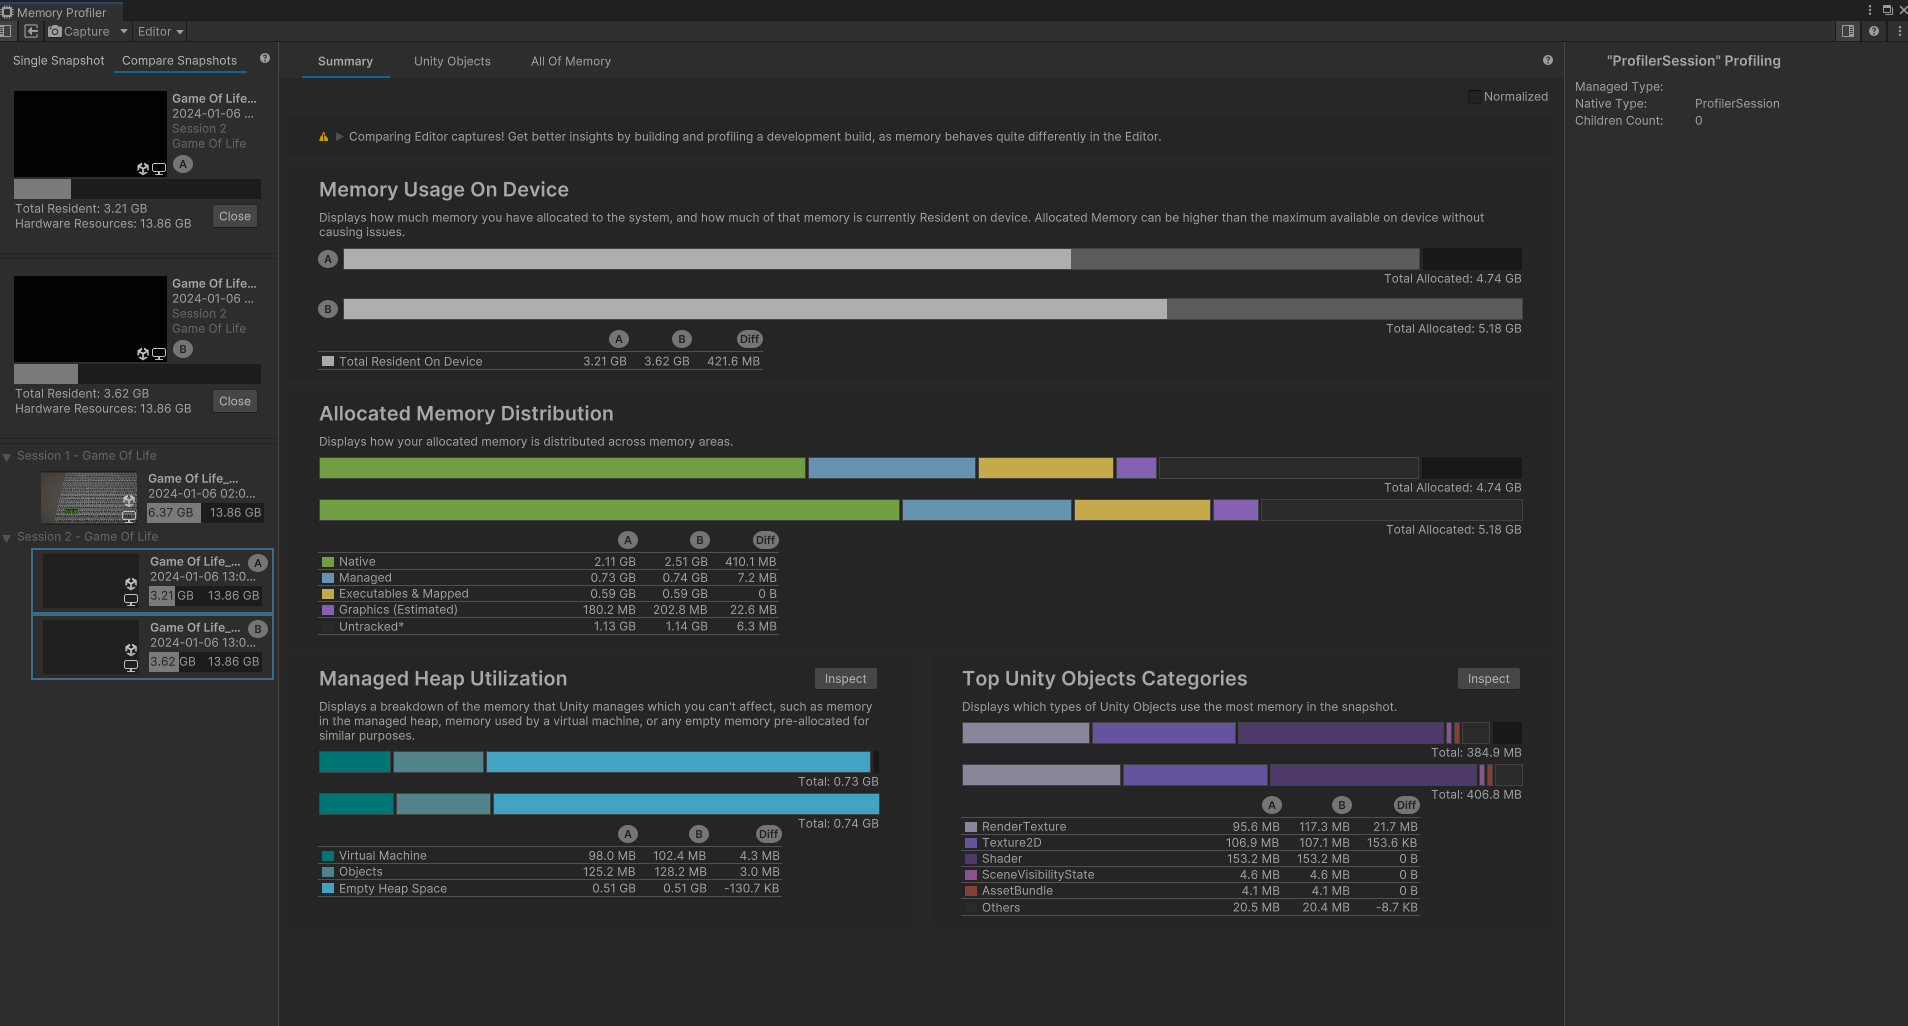 Memory Profiler
Capture
Editor
Single Snapshot
Compare Snapshots
Game Of Life...
2024-01-06 ...
Session 2
Game Of Life
A
Total Resident: 3.21 GB
Hardware Resources: 13.86 GB
Close
Game Of Life...
2024-01-06 ...
Session 2
Game Of Life
B
Total Resident: 3.62 GB
Hardware Resources: 13.86 GB
Close
Session 1 - Game Of Life
Game Of Life_...
2024-01-06 02:0...
6.37 GB 13.86 GB
Session 2 - Game Of Life
Game Of Life_... A
2024-01-06 13:0...
3.21 GB 13.86 GB
Game Of Life_... B
2024-01-06 13:0...
3.62 GB 13.86 GB
Summary
Unity Objects
All Of Memory
Normalized
Comparing Editor captures! Get better insights by building and profiling a development build, as memory behaves quite differently in the Editor.
Memory Usage On Device
Displays how much memory you have allocated to the system, and how much of that memory is currently Resident on device. Allocated Memory can be higher than the maximum available on device without
causing issues.
A
Total Allocated: 4.74 GB
B
Total Allocated: 5.18 GB
A B Diff
Total Resident On Device 3.21 GB 3.62 GB 421.6 MB
Allocated Memory Distribution
Displays how your allocated memory is distributed across memory areas.
Total Allocated: 4.74 GB
Total Allocated: 5.18 GB
A B Diff
Native 2.11 GB 2.51 GB 410.1 MB
Managed 0.73 GB 0.74 GB 7.2 MB
Executables & Mapped 0.59 GB 0.59 GB 0 B
Graphics (Estimated) 180.2 MB 202.8 MB 22.6 MB
Untracked* 1.13 GB 1.14 GB 6.3 MB
Managed Heap Utilization
Inspect
Displays a breakdown of the memory that Unity manages which you can't affect, such as memory
in the managed heap, memory used by a virtual machine, or any empty memory pre-allocated for
similar purposes.
Total: 0.73 GB
Total: 0.74 GB
A B Diff
Virtual Machine 98.0 MB 102.4 MB 4.3 MB
Objects 125.2 MB 128.2 MB 3.0 MB
Empty Heap Space 0.51 GB 0.51 GB -130.7 KB
Top Unity Objects Categories
Inspect
Displays which types of Unity Objects use the most memory in the snapshot.
Total: 384.9 MB
Total: 406.8 MB
A B Diff
RenderTexture 95.6 MB 117.3 MB 21.7 MB
Texture2D 106.9 MB 107.1 MB 153.6 KB
Shader 153.2 MB 153.2 MB 0 B
SceneVisibilityState 4.6 MB 4.6 MB 0 B
AssetBundle 4.1 MB 4.1 MB 0 B
Others 20.5 MB 20.4 MB -8.7 KB
"ProfilerSession" Profiling
Managed Type:
Native Type: ProfilerSession
Children Count: 0